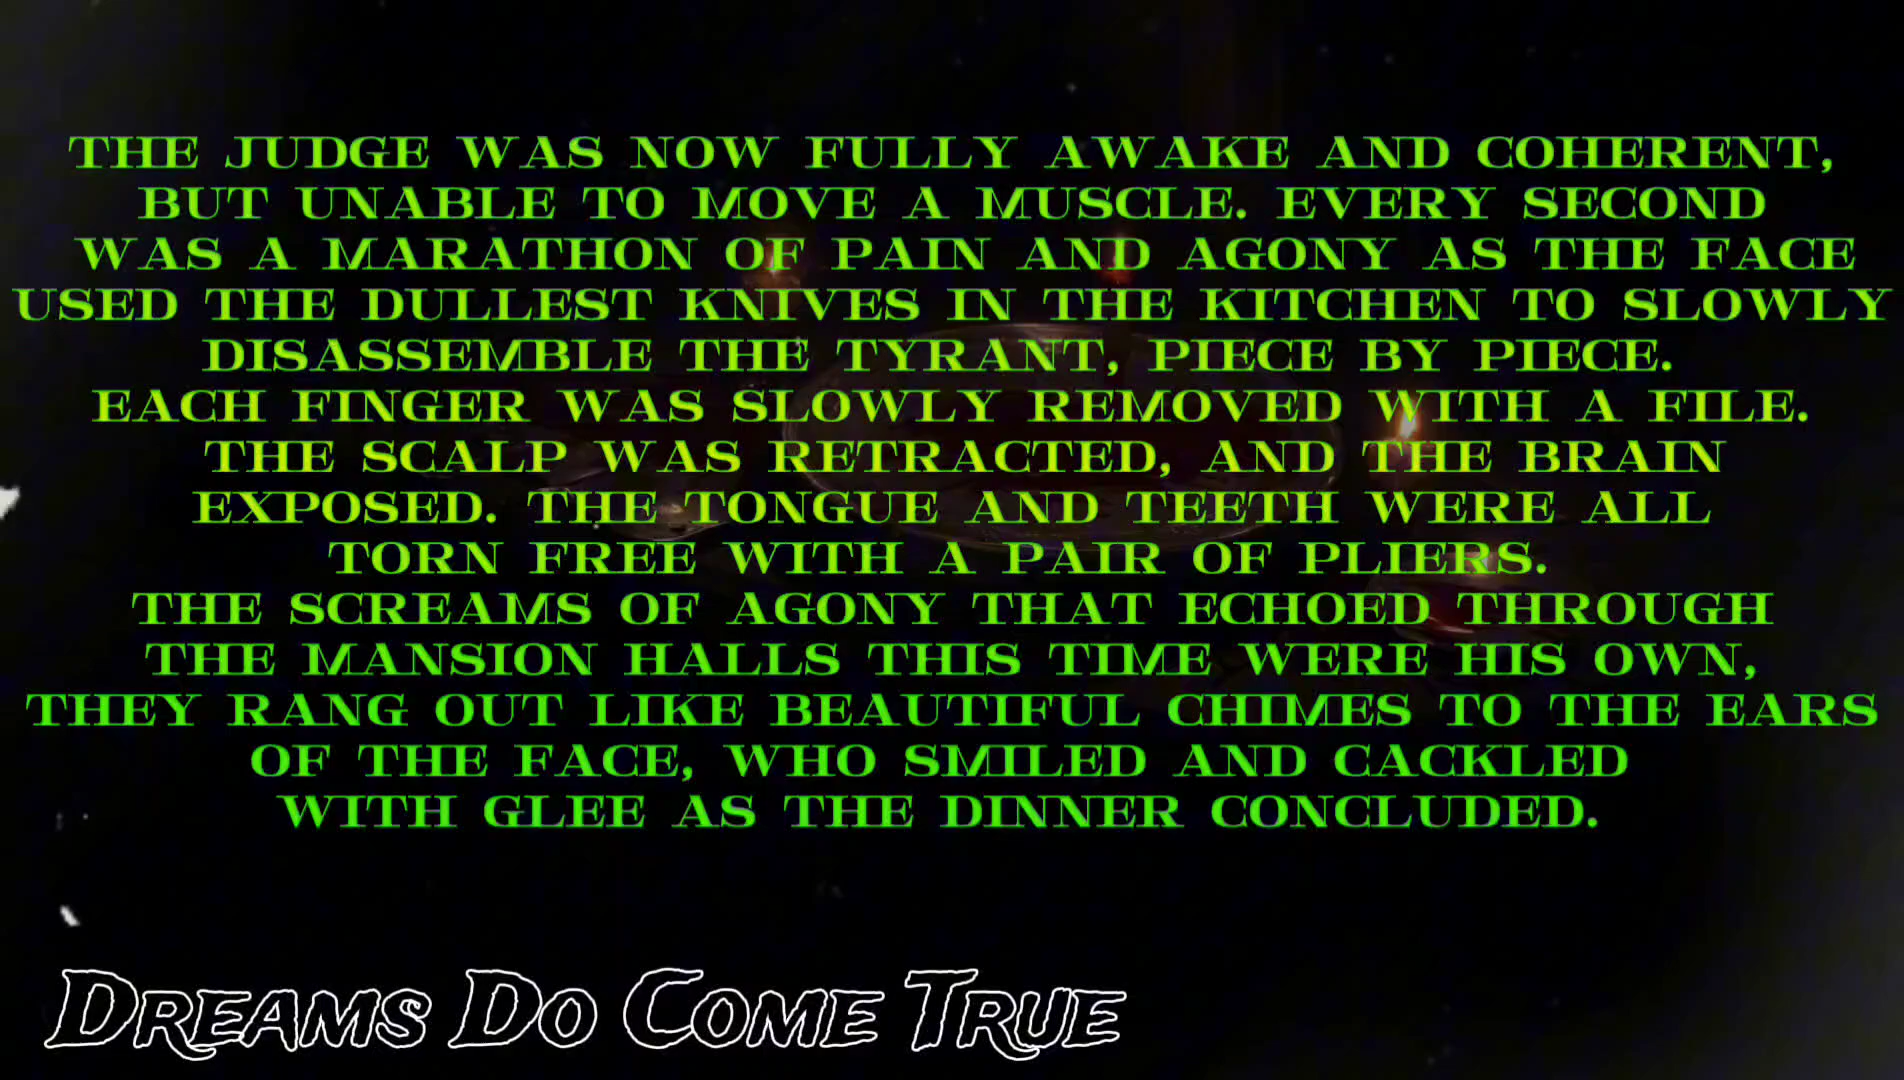 THE JUDGE WAS NOW FULLY AWAKE AND COHERENT,
BUT UNABLE TO MOVE A MUSCLE. EVERY SECOND
WAS A MARATHON OF PAIN AND AGONY AS THE FACE
USED THE DULLEST KNIVES IN THE KITCHEN TO SLOWLY
DISASSEMBLE THE TYRANT, PIECE BY PIECE.
EACH FINGER WAS SLOWLY REMOVED WITH A FILE.
THE SCALP WAS RETRACTED, AND THE BRAIN
EXPOSED. THE TONGUE AND TEETH WERE ALL
TORN FREE WITH A PAIR OF PLIERS.
THE SCREAMS OF AGONY THAT ECHOED THROUGH
THE MANSION HALLS THIS TIME WERE HIS OWN,
THEY RANG OUT LIKE BEAUTIFUL CHIMES TO THE EARS
OF THE FACE, WHO SMILED AND CACKLED
WITH GLEE AS THE DINNER CONCLUDED.
DREAMS DO COME TRUE